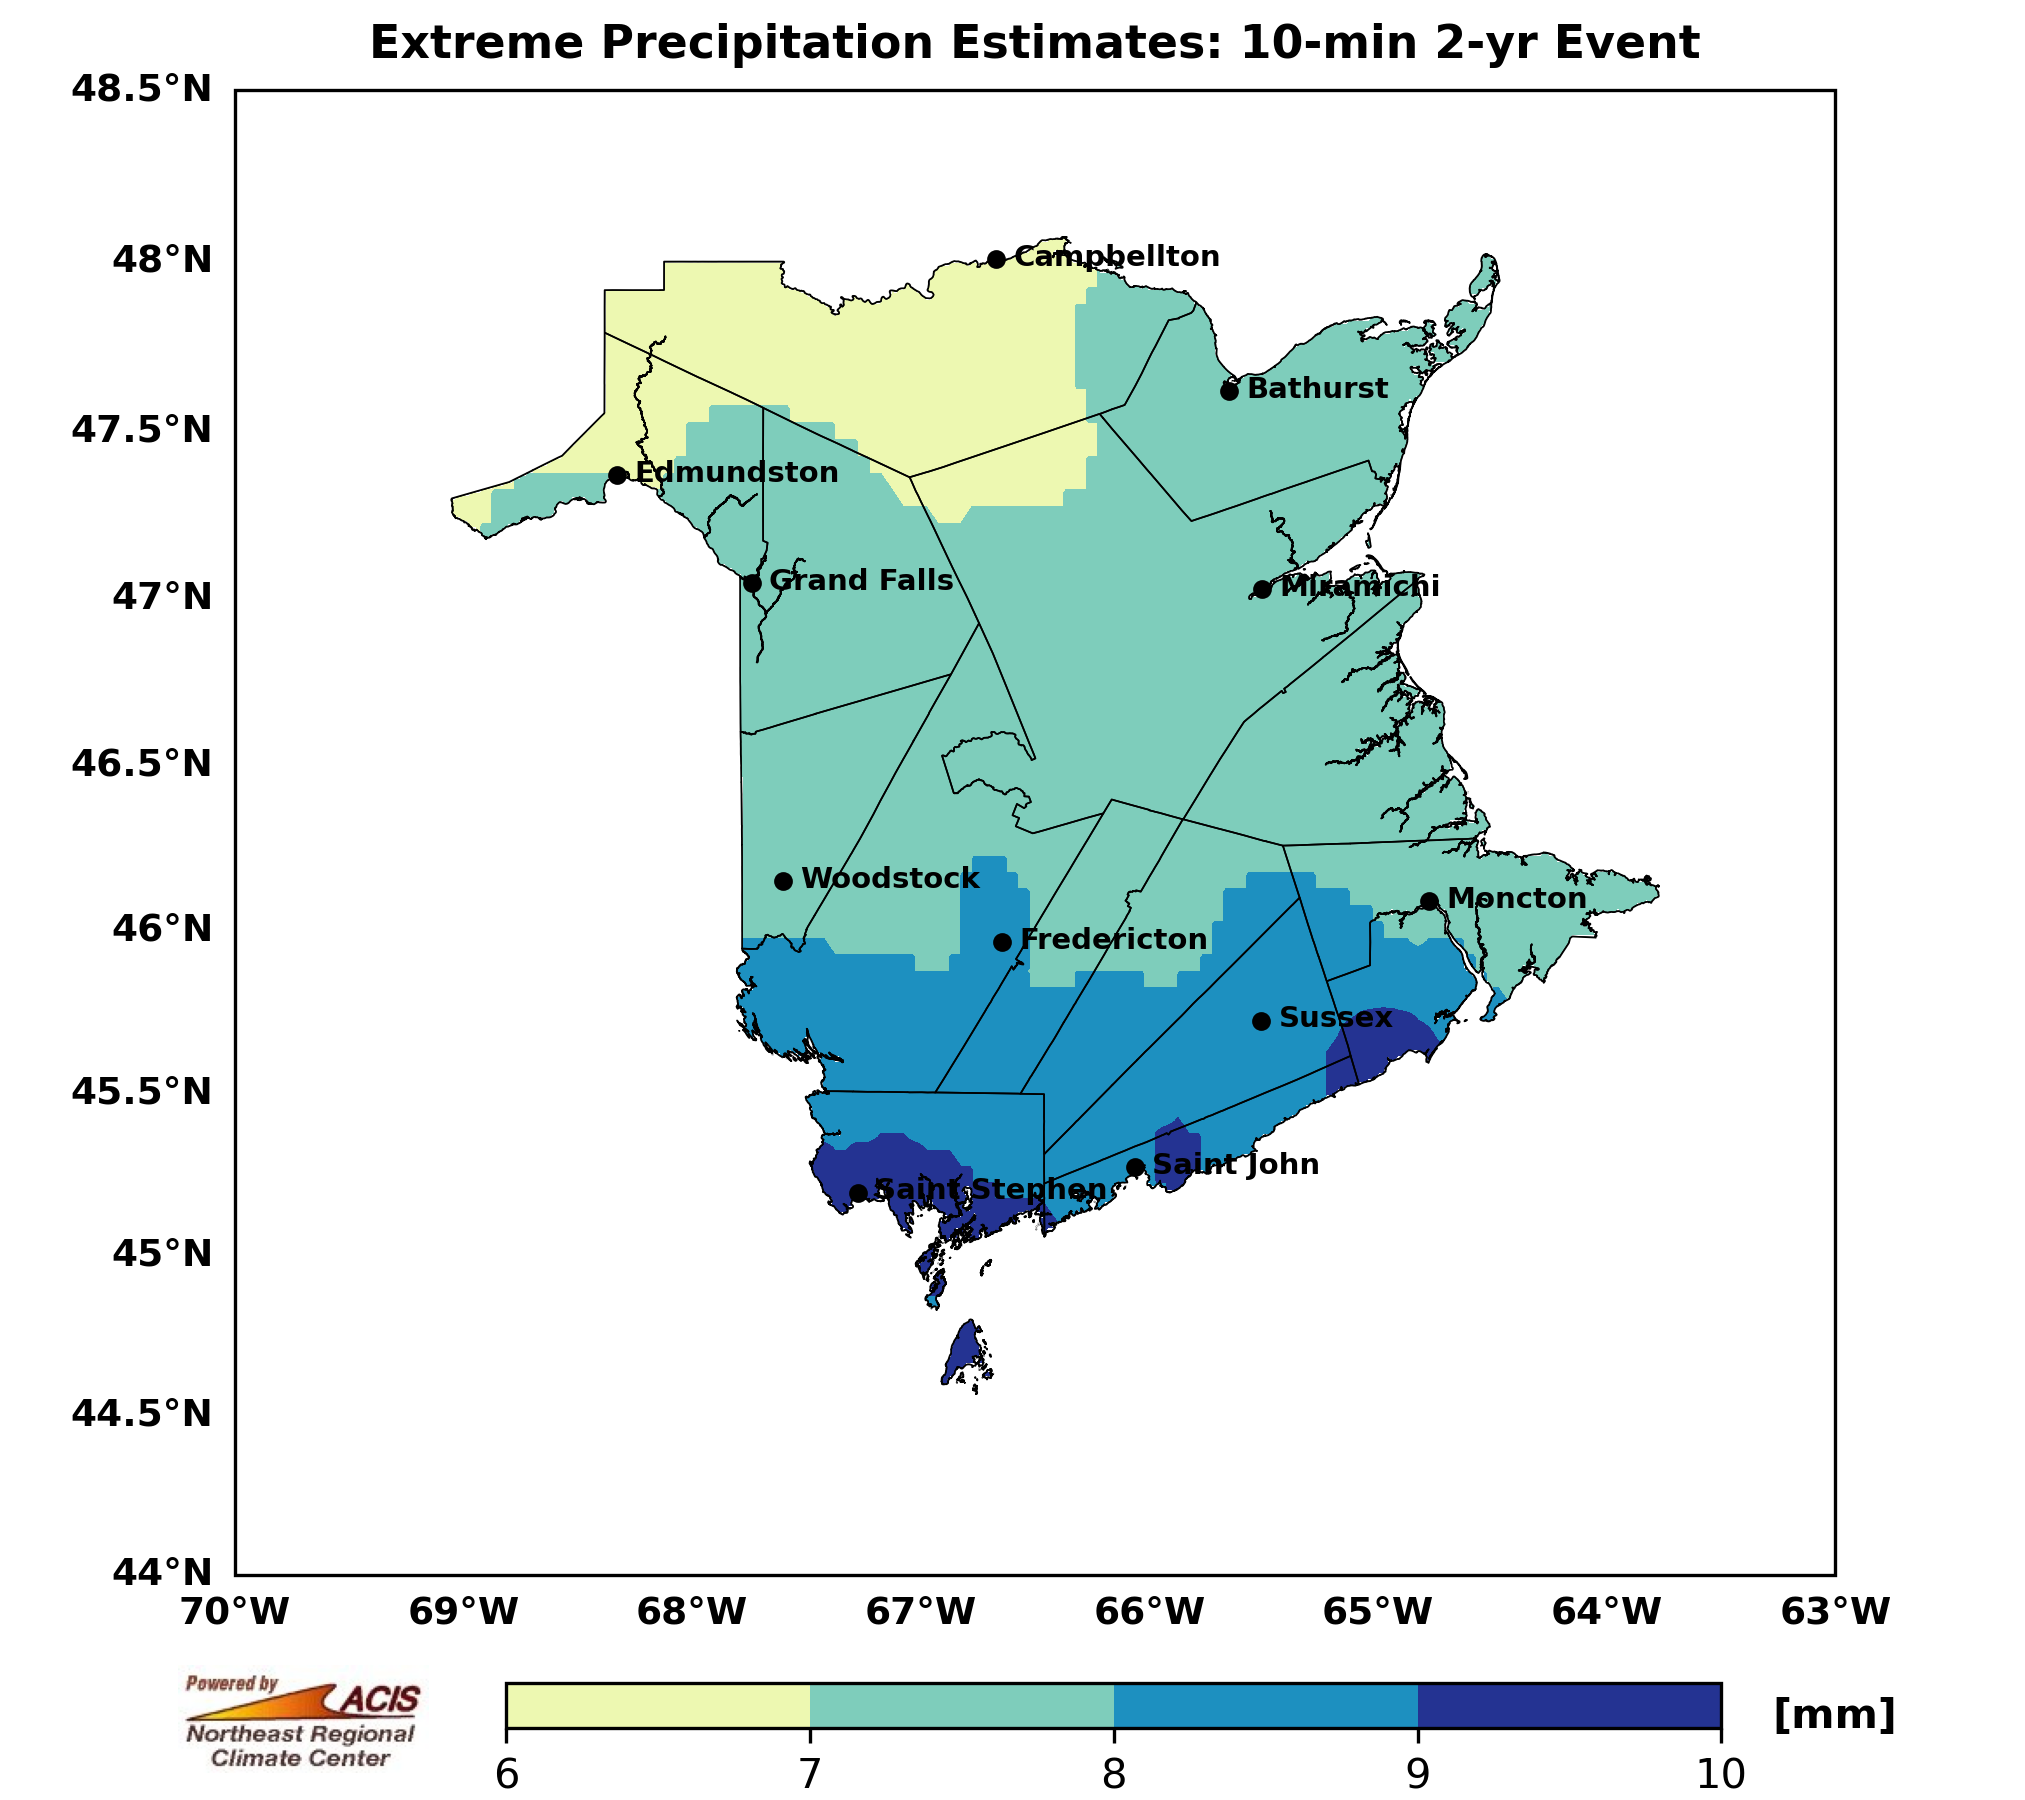 Extreme Precipitation Estimates: 10-min 2-yr Event
48.5°N
48°N
47.5°N
47°N
46.5°N
46°N
45.5°N
45°N
44.5°N
44°N
Campbellton
Bathurst
Edmundston
Grand Falls
Miramichi
Woodstock
Moncton
Fredericton
Sussex
Saint John
Saint Stephen
70°W 69°W 68°W 67°W 66°W 65°W 64°W 63°W
Powered by
ACIS
Northeast Regional
Climate Center
[mm]
6 7 8 9 10